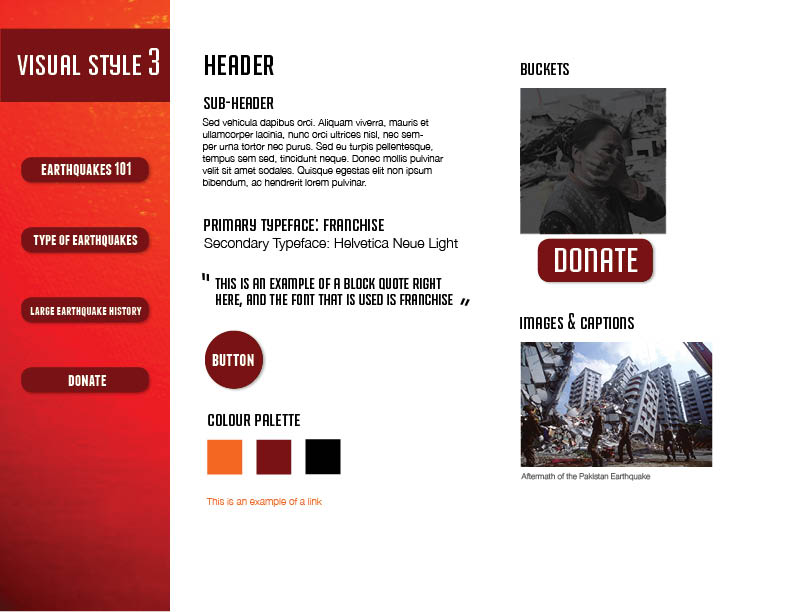 VISUAL STYLE 3
EARTHQUAKES 101
TYPE OF EARTHQUAKES
LARGE EARTHQUAKE HISTORY
DONATE
HEADER
SUB-HEADER
Sed vehicula dapibus orci. Aliquam viverra, mauris et
ullamcorper lacinia, nunc orci ultrices nisl, nec sem-
per urna tortor nec purus. Sed eu turpis pellentesque,
tempus sem sed, tincidunt neque. Donec mollis pulvinar
velit sit amet sodales. Quisque egestas elit non ipsum
bibendum, ac hendrerit lorem pulvinar.
PRIMARY TYPEFACE: FRANCHISE
Secondary Typeface: Helvetica Neue Light
" THIS IS AN EXAMPLE OF A BLOCK QUOTE RIGHT
HERE, AND THE FONT THAT IS USED IS FRANCHISE "
BUTTON
COLOUR PALETTE
This is an example of a link
BUCKETS
DONATE
IMAGES & CAPTIONS
Aftermath of the Pakistan Earthquake